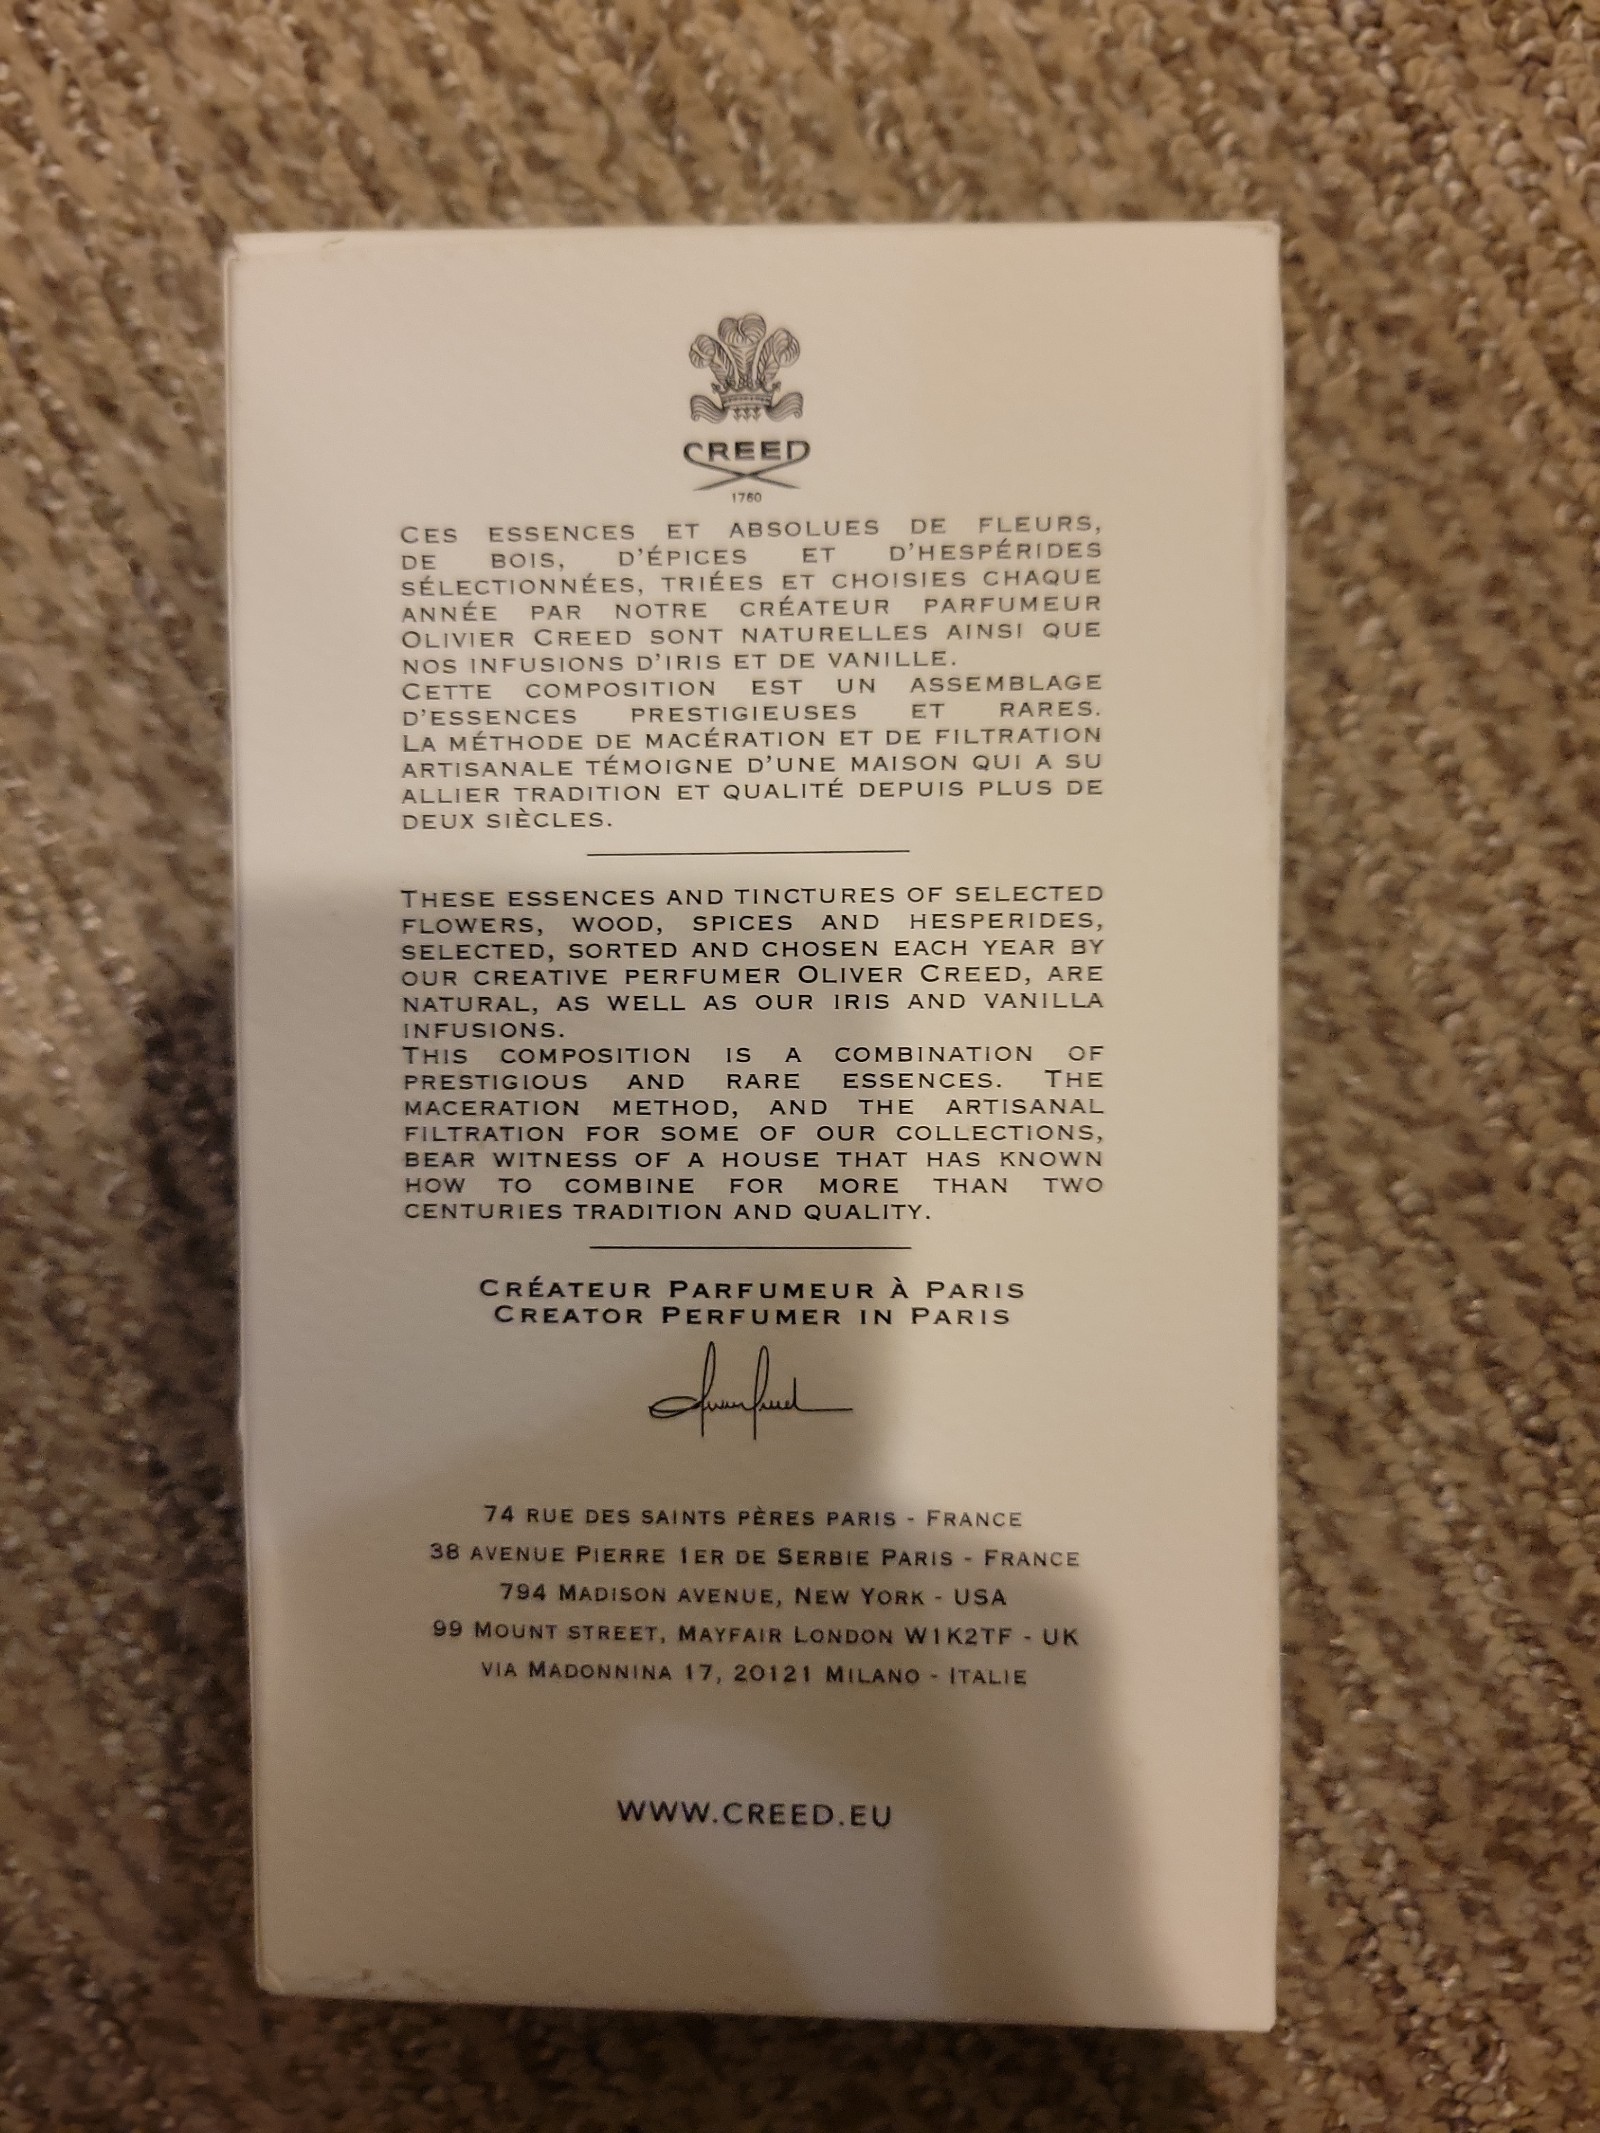 CREED
1760
CES ESSENCES ET ABSOLUES DE FLEURS,
DE BOIS, D'ÉPICES ET D'HESPÉRIDES
SÉLECTIONNÉES, TRIÉES ET CHOISIES CHAQUE
ANNÉE PAR NOTRE CRÉATEUR PARFUMEUR
OLIVIER CREED SONT NATURELLES AINSI QUE
NOS INFUSIONS D'IRIS ET DE VANILLE.
CETTE COMPOSITION EST UN ASSEMBLAGE
D'ESSENCES PRESTIGIEUSES ET RARES.
LA MÉTHODE DE MACÉRATION ET DE FILTRATION
ARTISANALE TÉMOIGNE D'UNE MAISON QUI A SU
ALLIER TRADITION ET QUALITÉ DEPUIS PLUS DE
DEUX SIÈCLES.
THESE ESSENCES AND TINCTURES OF SELECTED
FLOWERS, WOOD, SPICES AND HESPERIDES,
SELECTED, SORTED AND CHOSEN EACH YEAR BY
OUR CREATIVE PERFUMER OLIVER CREED, ARE
NATURAL, AS WELL AS OUR IRIS AND VANILLA
INFUSIONS.
THIS COMPOSITION IS A COMBINATION OF
PRESTIGIOUS AND RARE ESSENCES. THE
MACERATION METHOD, AND THE ARTISANAL
FILTRATION FOR SOME OF OUR COLLECTIONS,
BEAR WITNESS OF A HOUSE THAT HAS KNOWN
HOW TO COMBINE FOR MORE THAN TWO
CENTURIES TRADITION AND QUALITY.
CRÉATEUR PARFUMEUR À PARIS
CREATOR PERFUMER IN PARIS
74 RUE DES SAINTS PÈRES PARIS - FRANCE
38 AVENUE PIERRE 1ER DE SERBIE PARIS - FRANCE
794 MADISON AVENUE, NEW YORK - USA
99 MOUNT STREET, MAYFAIR LONDON W1K2TF - UK
VIA MADONNINA 17, 20121 MILANO - ITALIE
WWW.CREED.EU